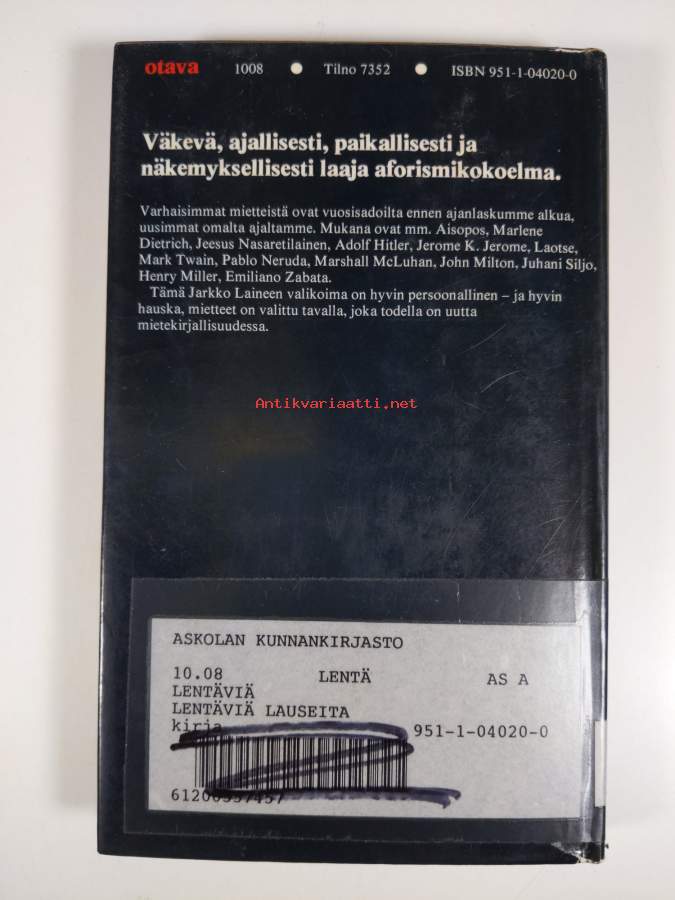 otava 1008 ● Tilno 7352 ● ISBN 951-1-04020-0
Väkevä, ajallisesti, paikallisesti ja
näkemyksellisesti laaja aforismikokoelma.
Varhaisimmat mietteistä ovat vuosisadoilta ennen ajanlaskumme alkua,
uusimmat omalta ajaltamme. Mukana ovat mm. Aisopos, Marlene
Dietrich, Jeesus Nasaretilainen, Adolf Hitler, Jerome K. Jerome, Laotse,
Mark Twain, Pablo Neruda, Marshall McLuhan, John Milton, Juhani Siljo,
Henry Miller, Emiliano Zabata.
Tämä Jarkko Laineen valikoima on hyvin persoonallinen – ja hyvin
hauska, mietteet on valittu tavalla, joka todella on uutta
mietekirjallisuudessa.
Antikvariaatti.net
ASKOLAN KUNNANKIRJASTO
10.08 LENTÄ AS A
LENTÄVIÄ
LENTÄVIÄ LAUSEITA
kirja 951-1-04020-0